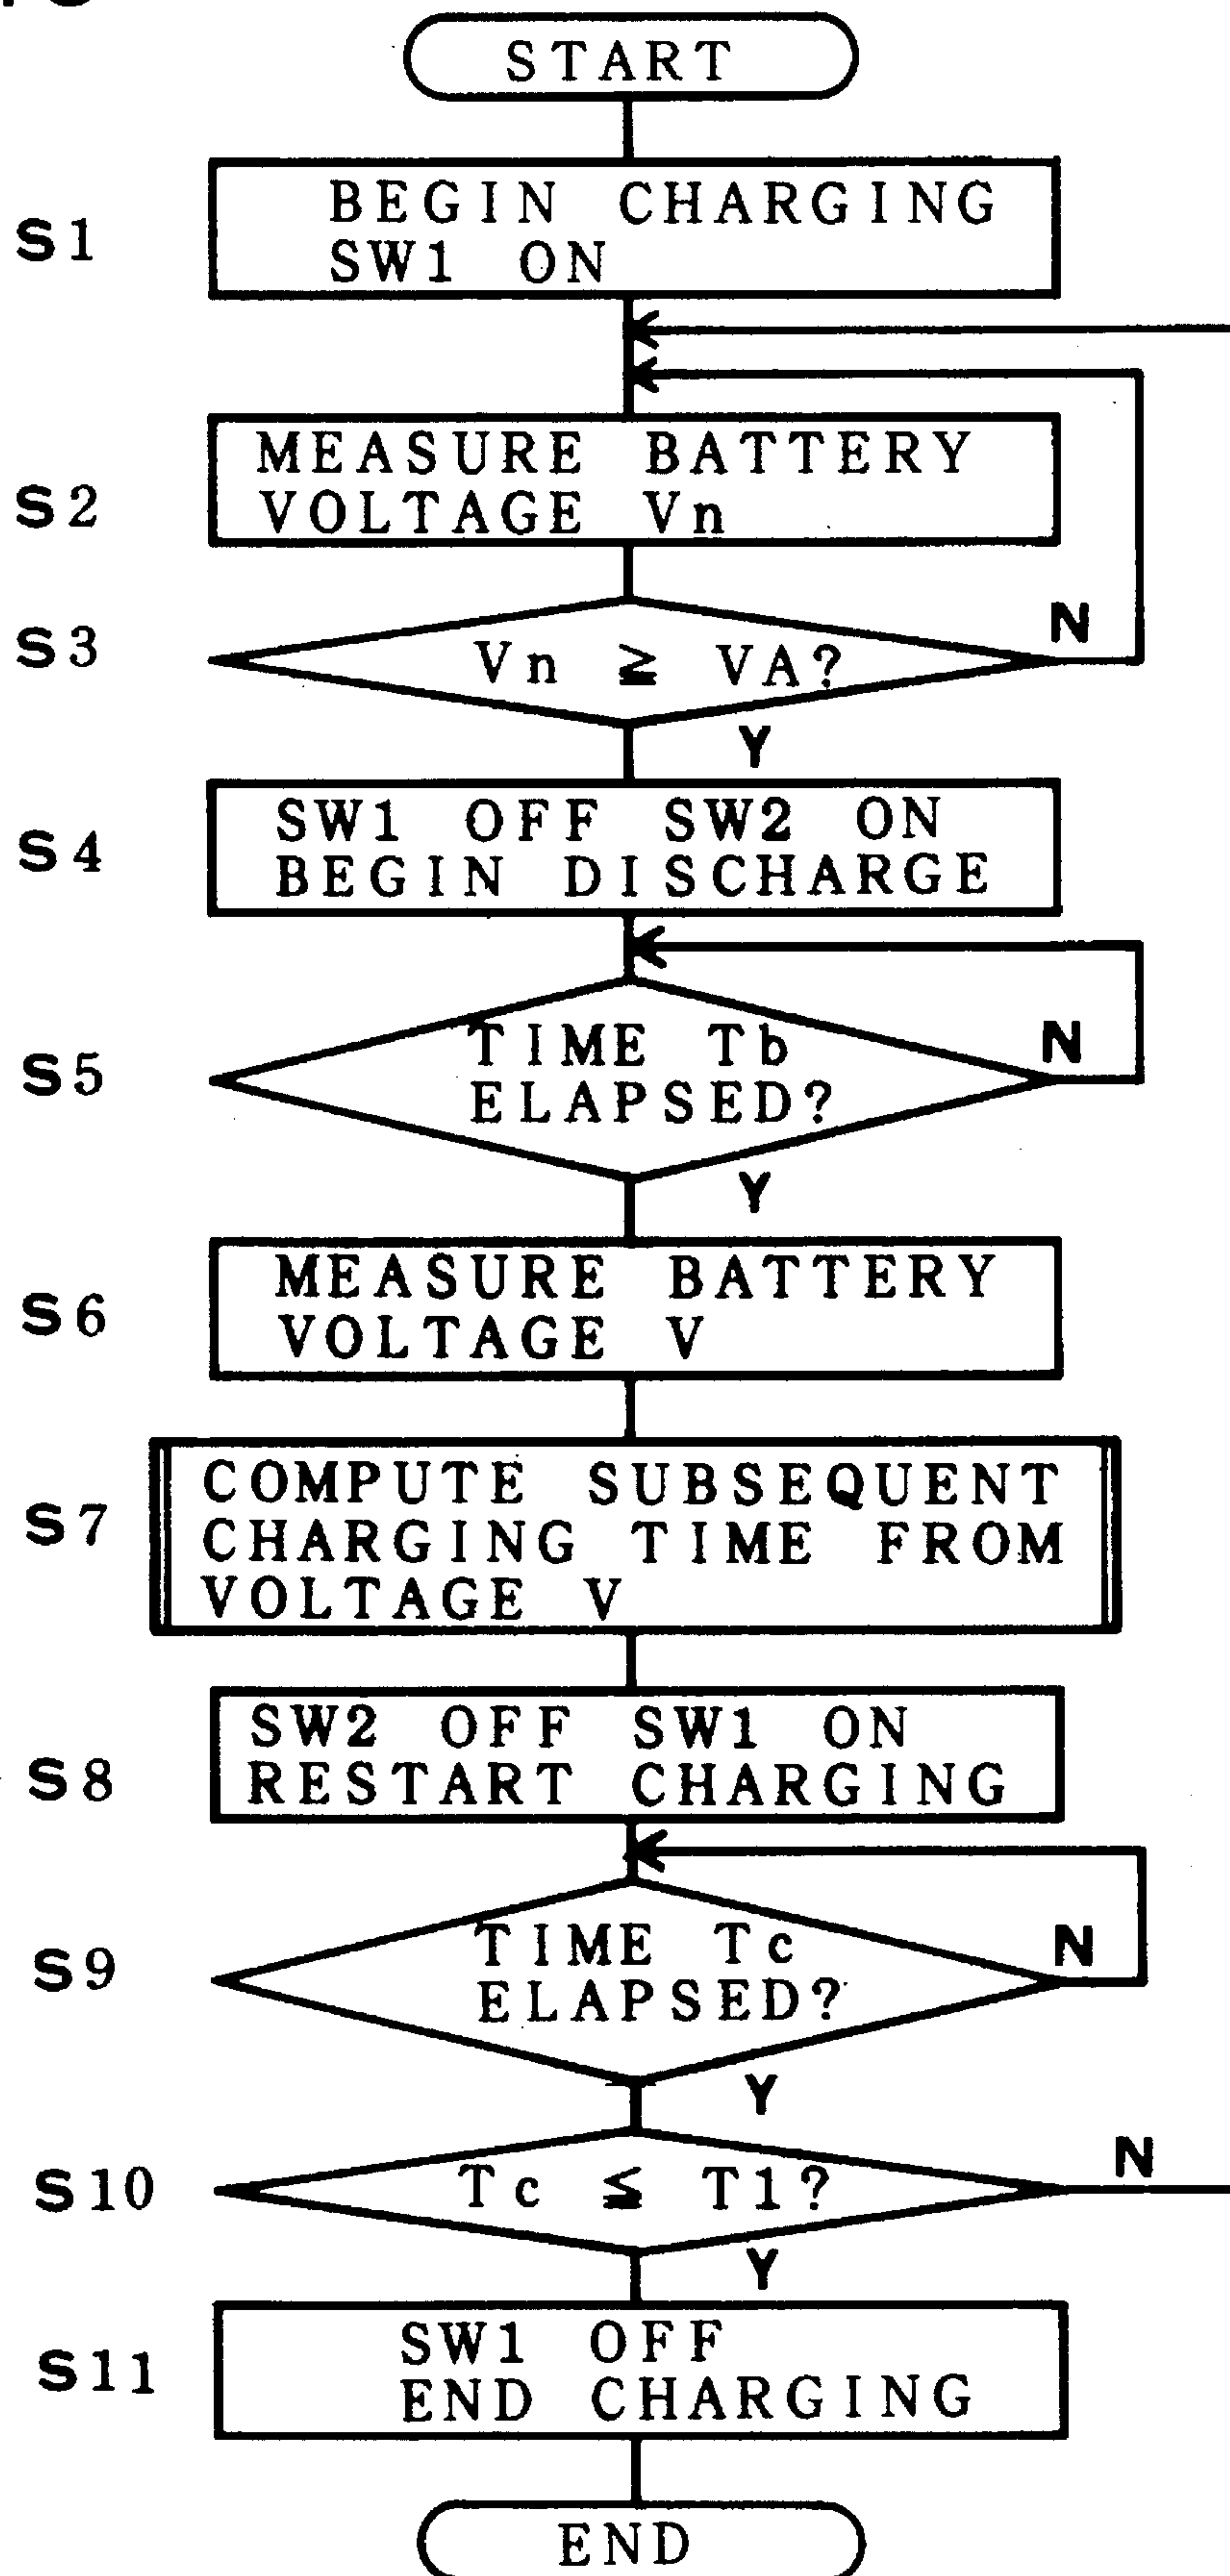 START
S1
BEGIN CHARGING
SW1 ON
S2
MEASURE BATTERY
VOLTAGE Vn
S3
Vn ≧ VA?
N
Y
S4
SW1 OFF SW2 ON
BEGIN DISCHARGE
S5
TIME Tb
ELAPSED?
N
Y
S6
MEASURE BATTERY
VOLTAGE V
S7
COMPUTE SUBSEQUENT
CHARGING TIME FROM
VOLTAGE V
S8
SW2 OFF SW1 ON
RESTART CHARGING
S9
TIME Tc
ELAPSED?
N
Y
S10
Tc ≦ T1?
N
Y
S11
SW1 OFF
END CHARGING
END